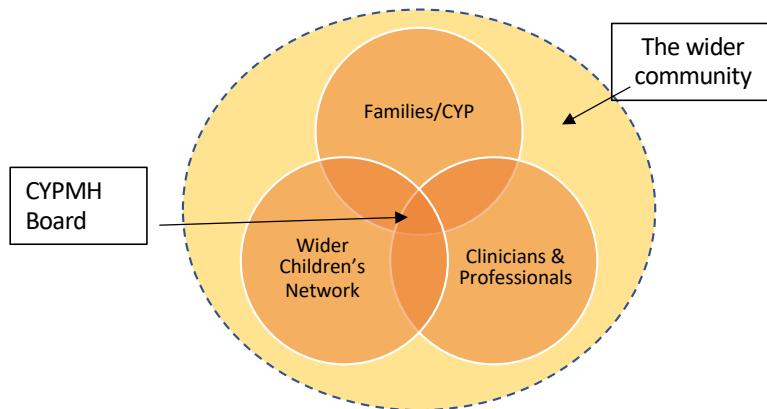 The wider
community
Families/CYP
CYPMH
Board
Wider
Children’s
Network
Clinicians &
Professionals